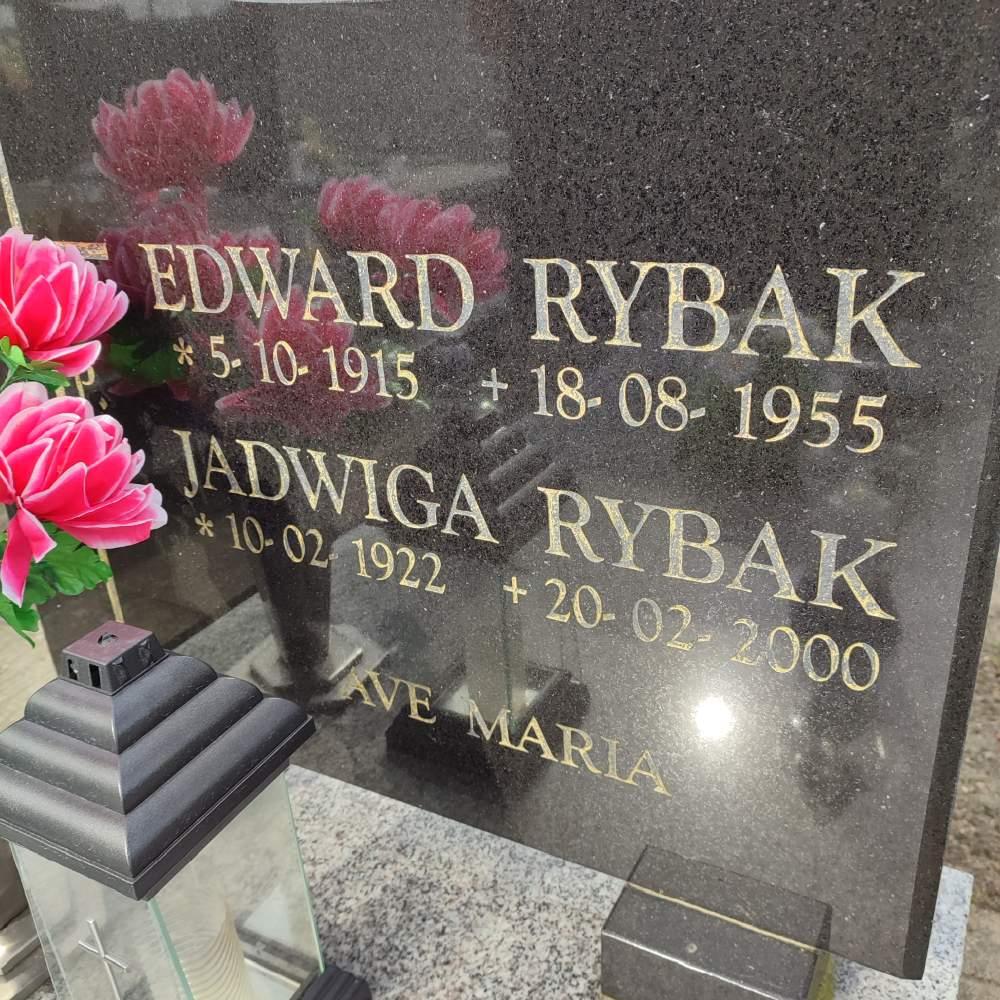 EDWARD RYBAK
* 5-10-1915 + 18-08-1955
P.
JADWIGA RYBAK
* 10-02-1922 + 20-02-2000
AVE MARIA